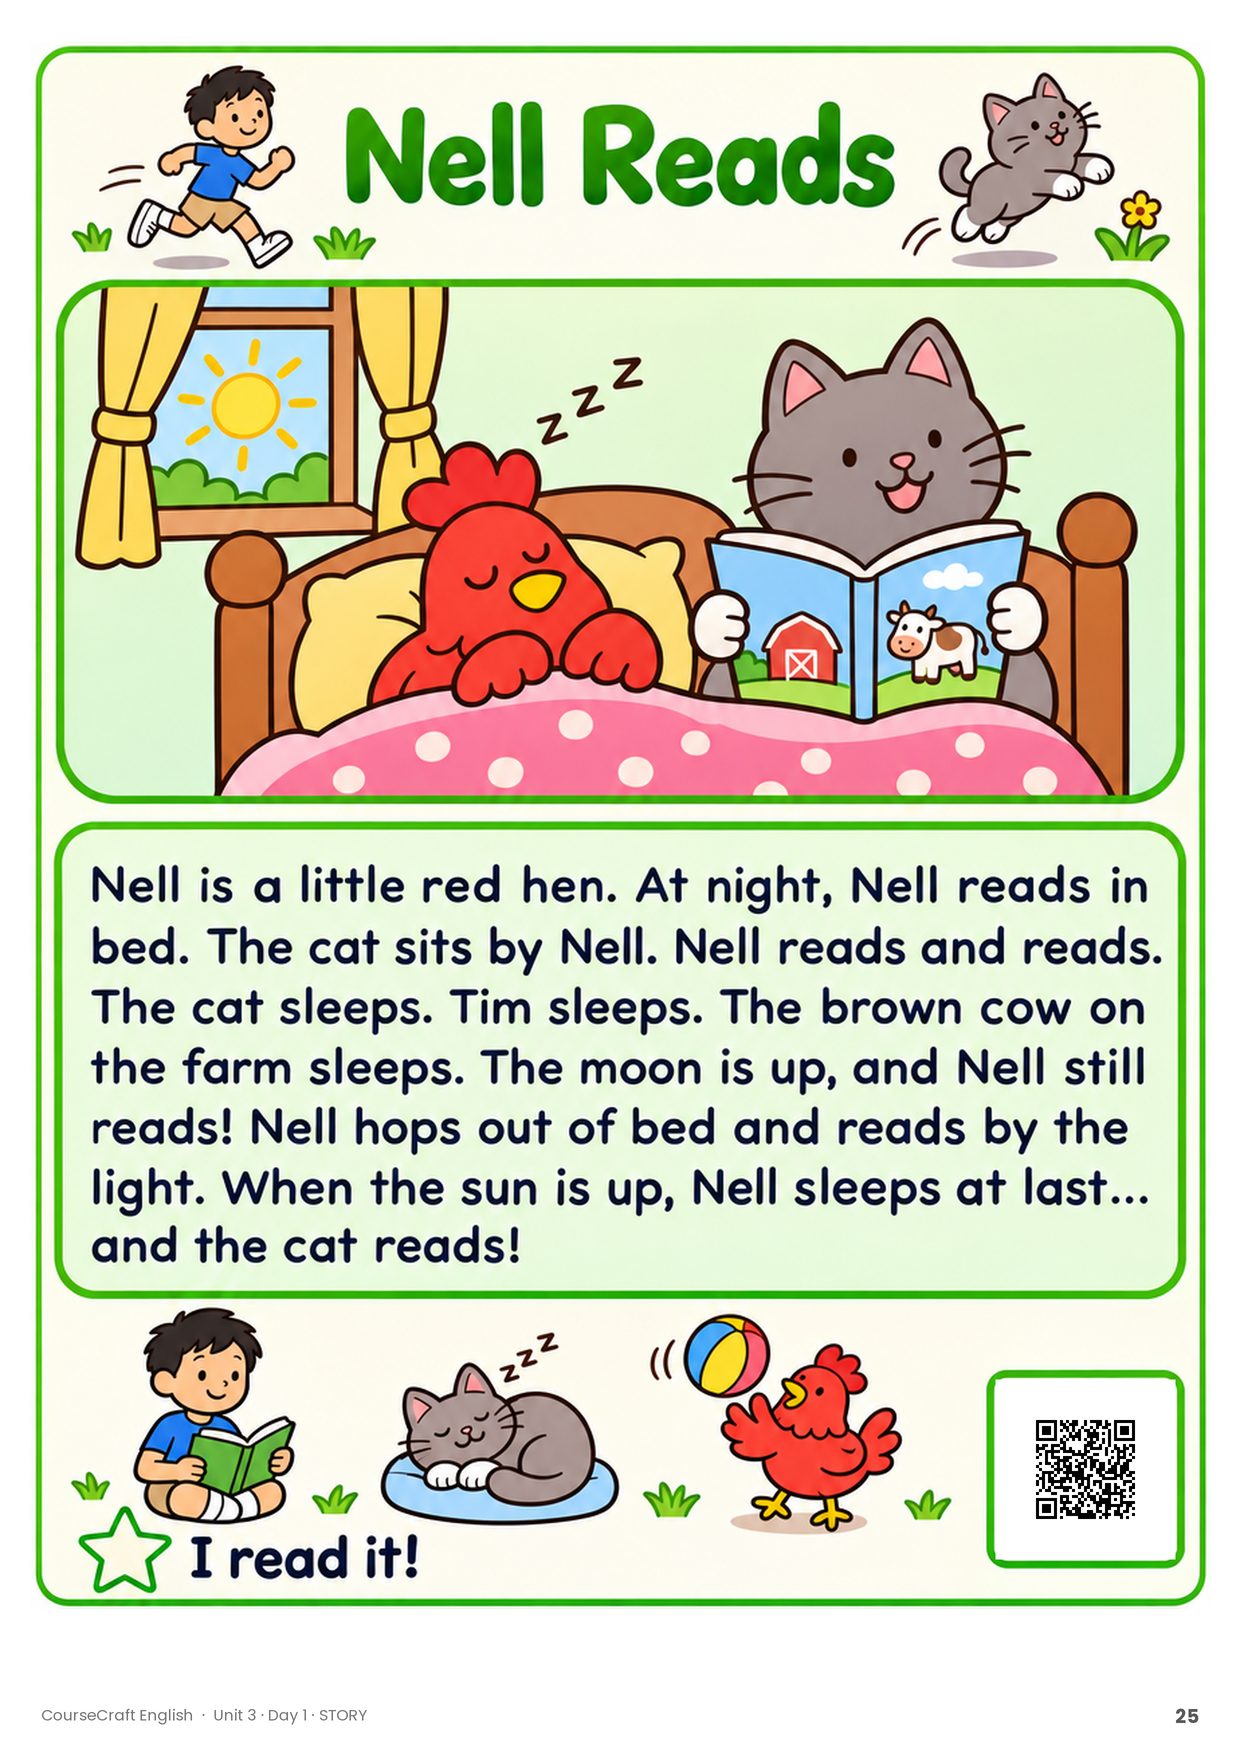 Nell Reads
z z z
Nell is a little red hen. At night, Nell reads in
bed. The cat sits by Nell. Nell reads and reads.
The cat sleeps. Tim sleeps. The brown cow on
the farm sleeps. The moon is up, and Nell still
reads! Nell hops out of bed and reads by the
light. When the sun is up, Nell sleeps at last...
and the cat reads!
z z z
I read it!
CourseCraft English · Unit 3 · Day 1 · STORY
25